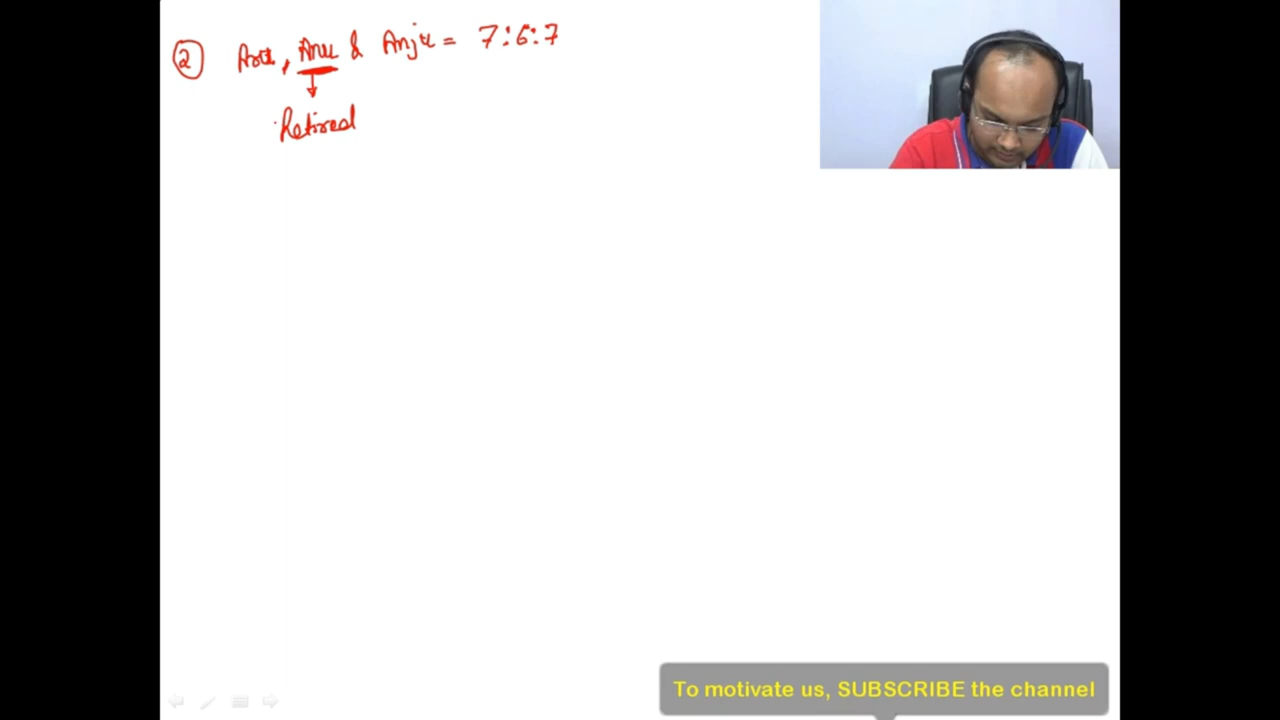 ② Arti, Anu & Anju = 7:6:7
Retired
To motivate us, SUBSCRIBE the channel